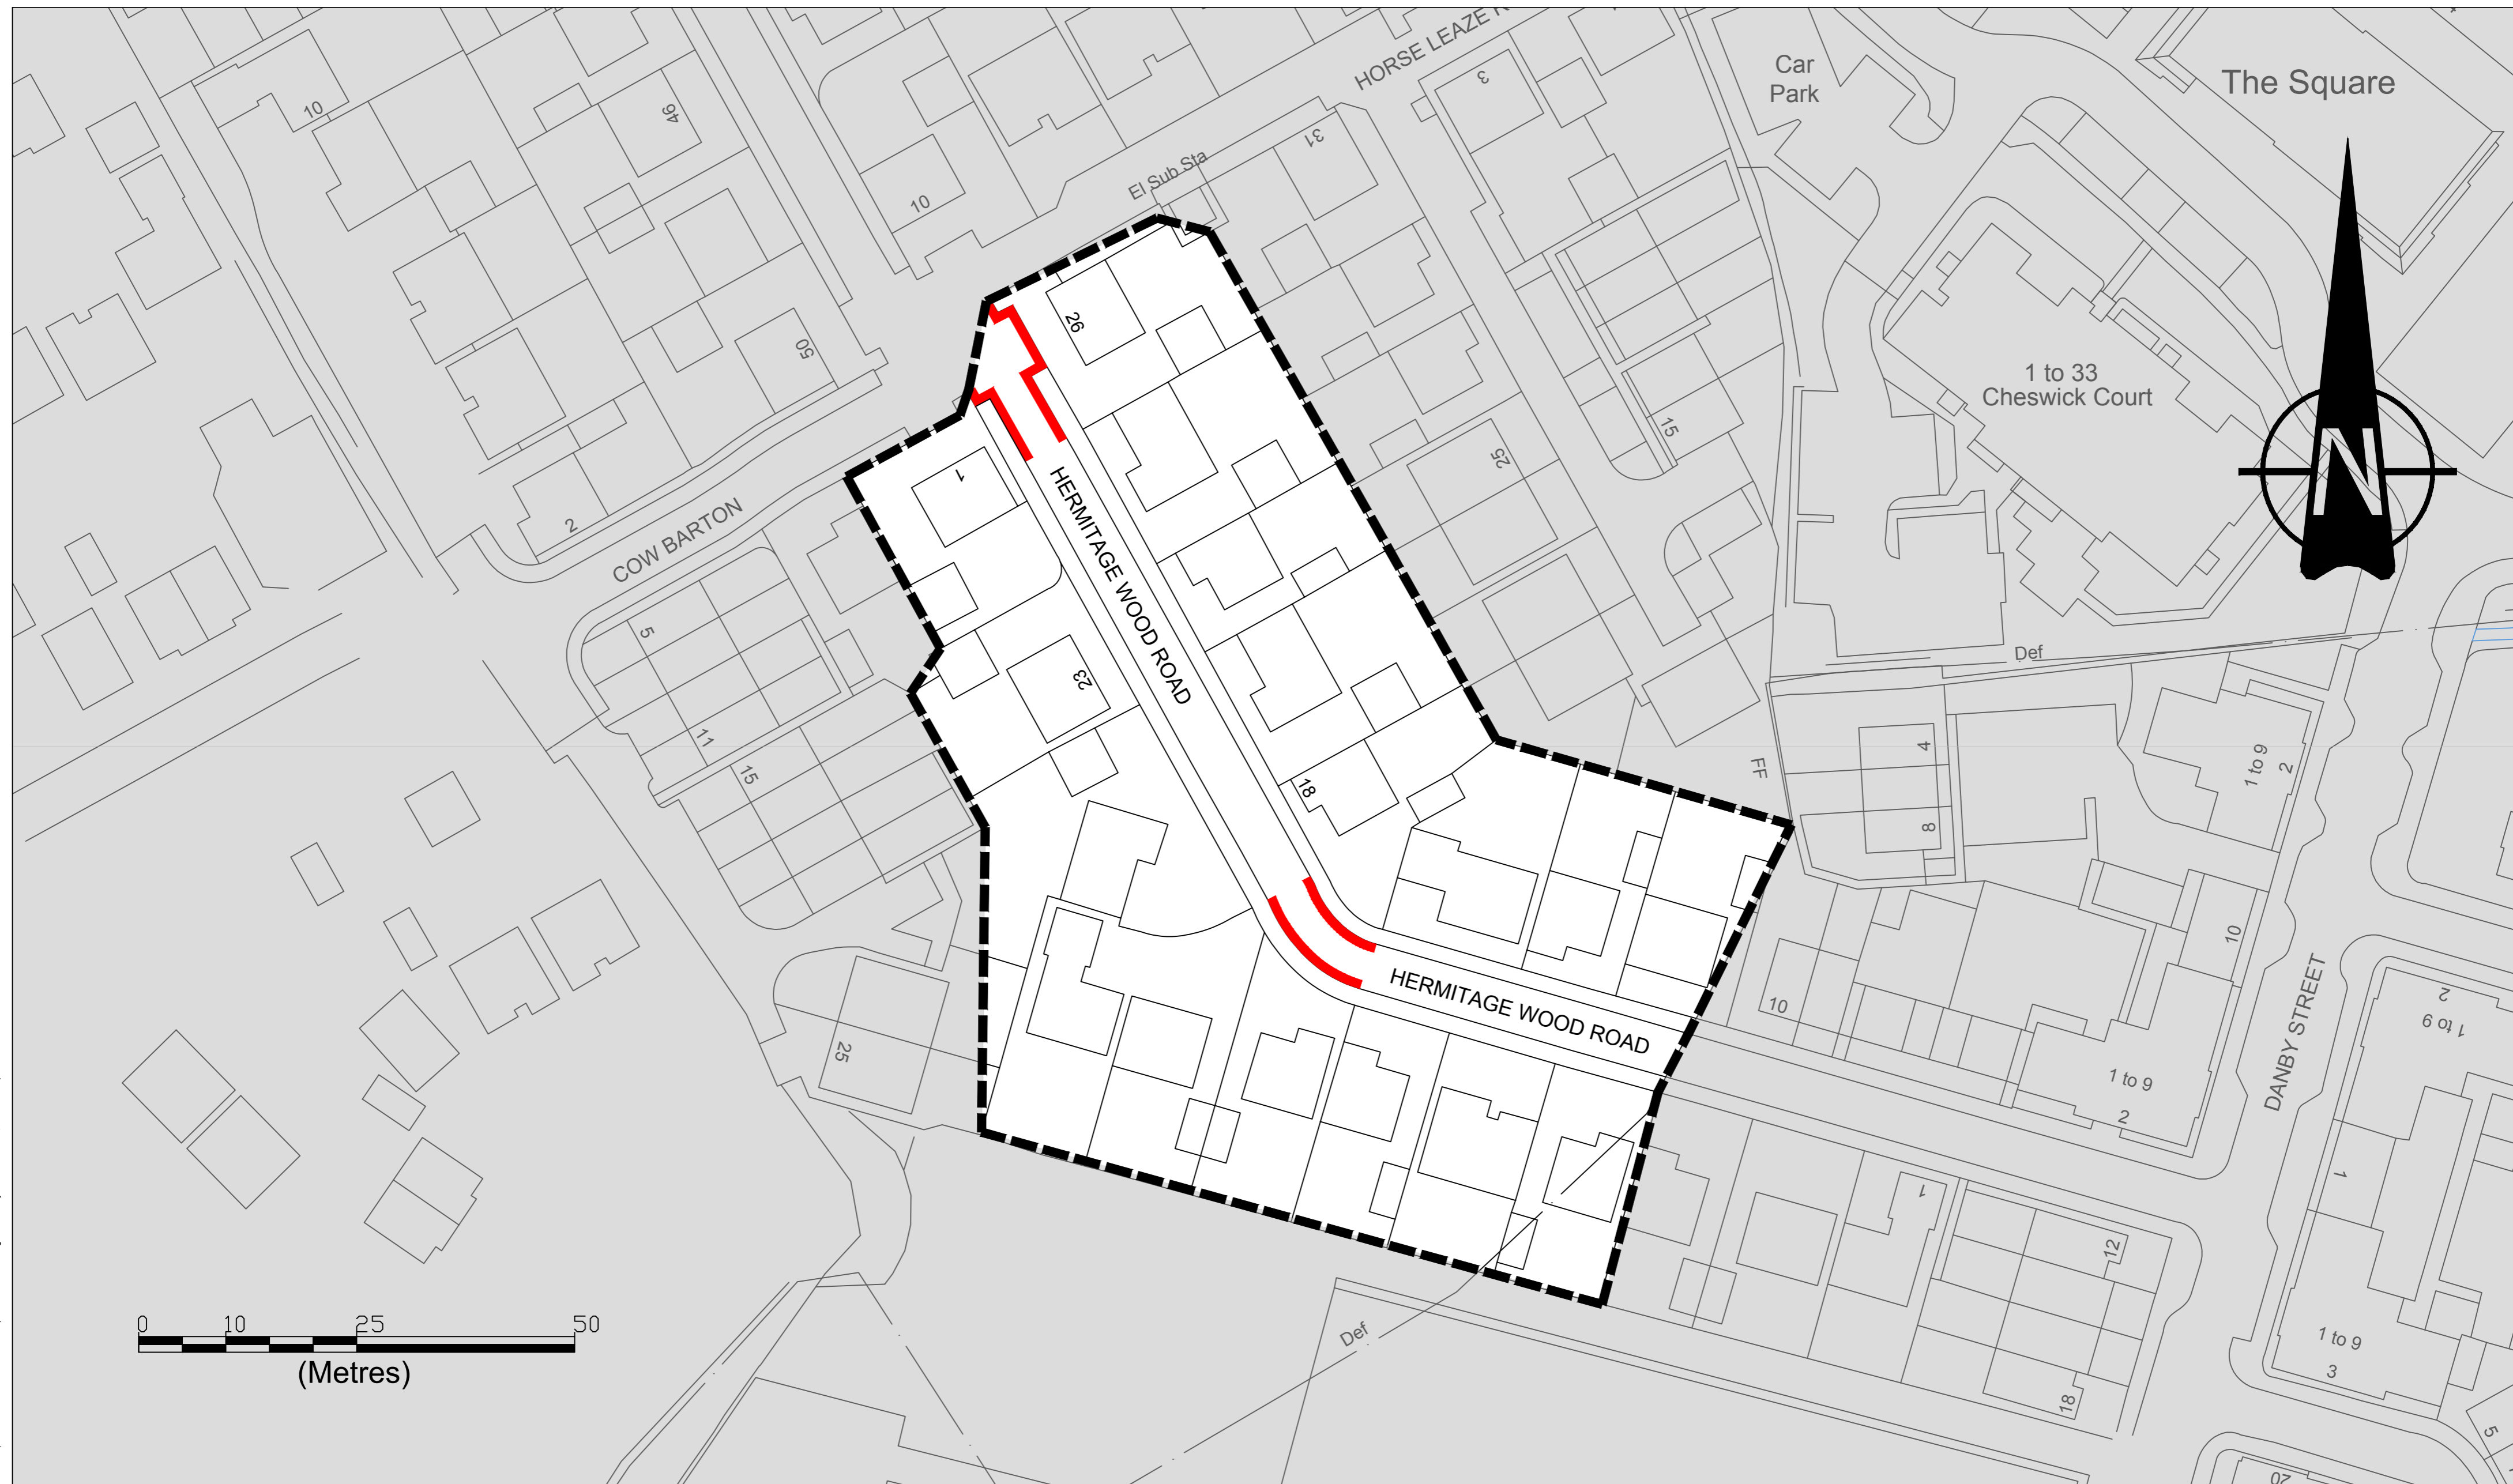 HORSE LEAZE R
Car
Park
The Square
10
46
3
31
El Sub Sta
10
26
50
1 to 33
Cheswick Court
15
25
1
2
COW BARTON
HERMITAGE WOOD ROAD
N
5
23
Def
11
15
18
FF
4
8
1 to 9
2
10
HERMITAGE WOOD ROAD
10
DANBY STREET
2
1 to 9
25
1 to 9
2
1
1
12
0 10 25 50
(Metres)
Def
1 to 9
3
18
5
20